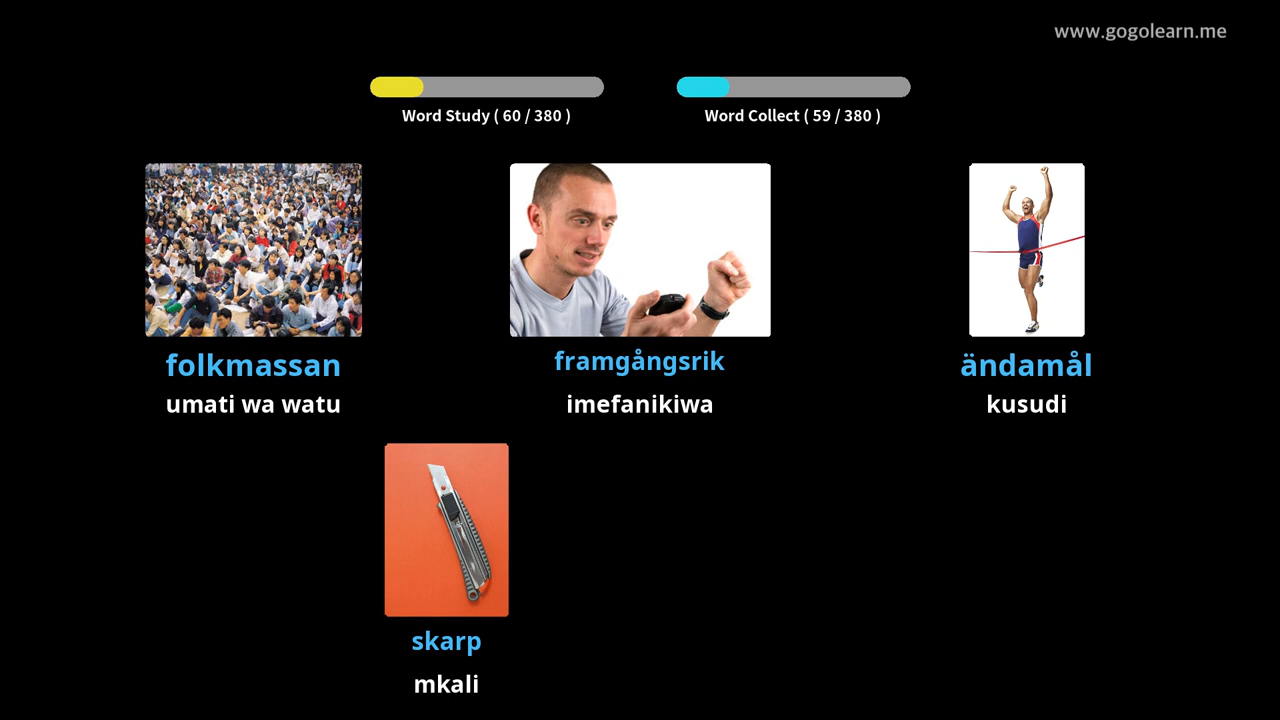 www.gogolearn.me
Word Study ( 60 / 380 )
Word Collect ( 59 / 380 )
folkmassan
umati wa watu
framgångsrik
imefanikiwa
ändamål
kusudi
skarp
mkali